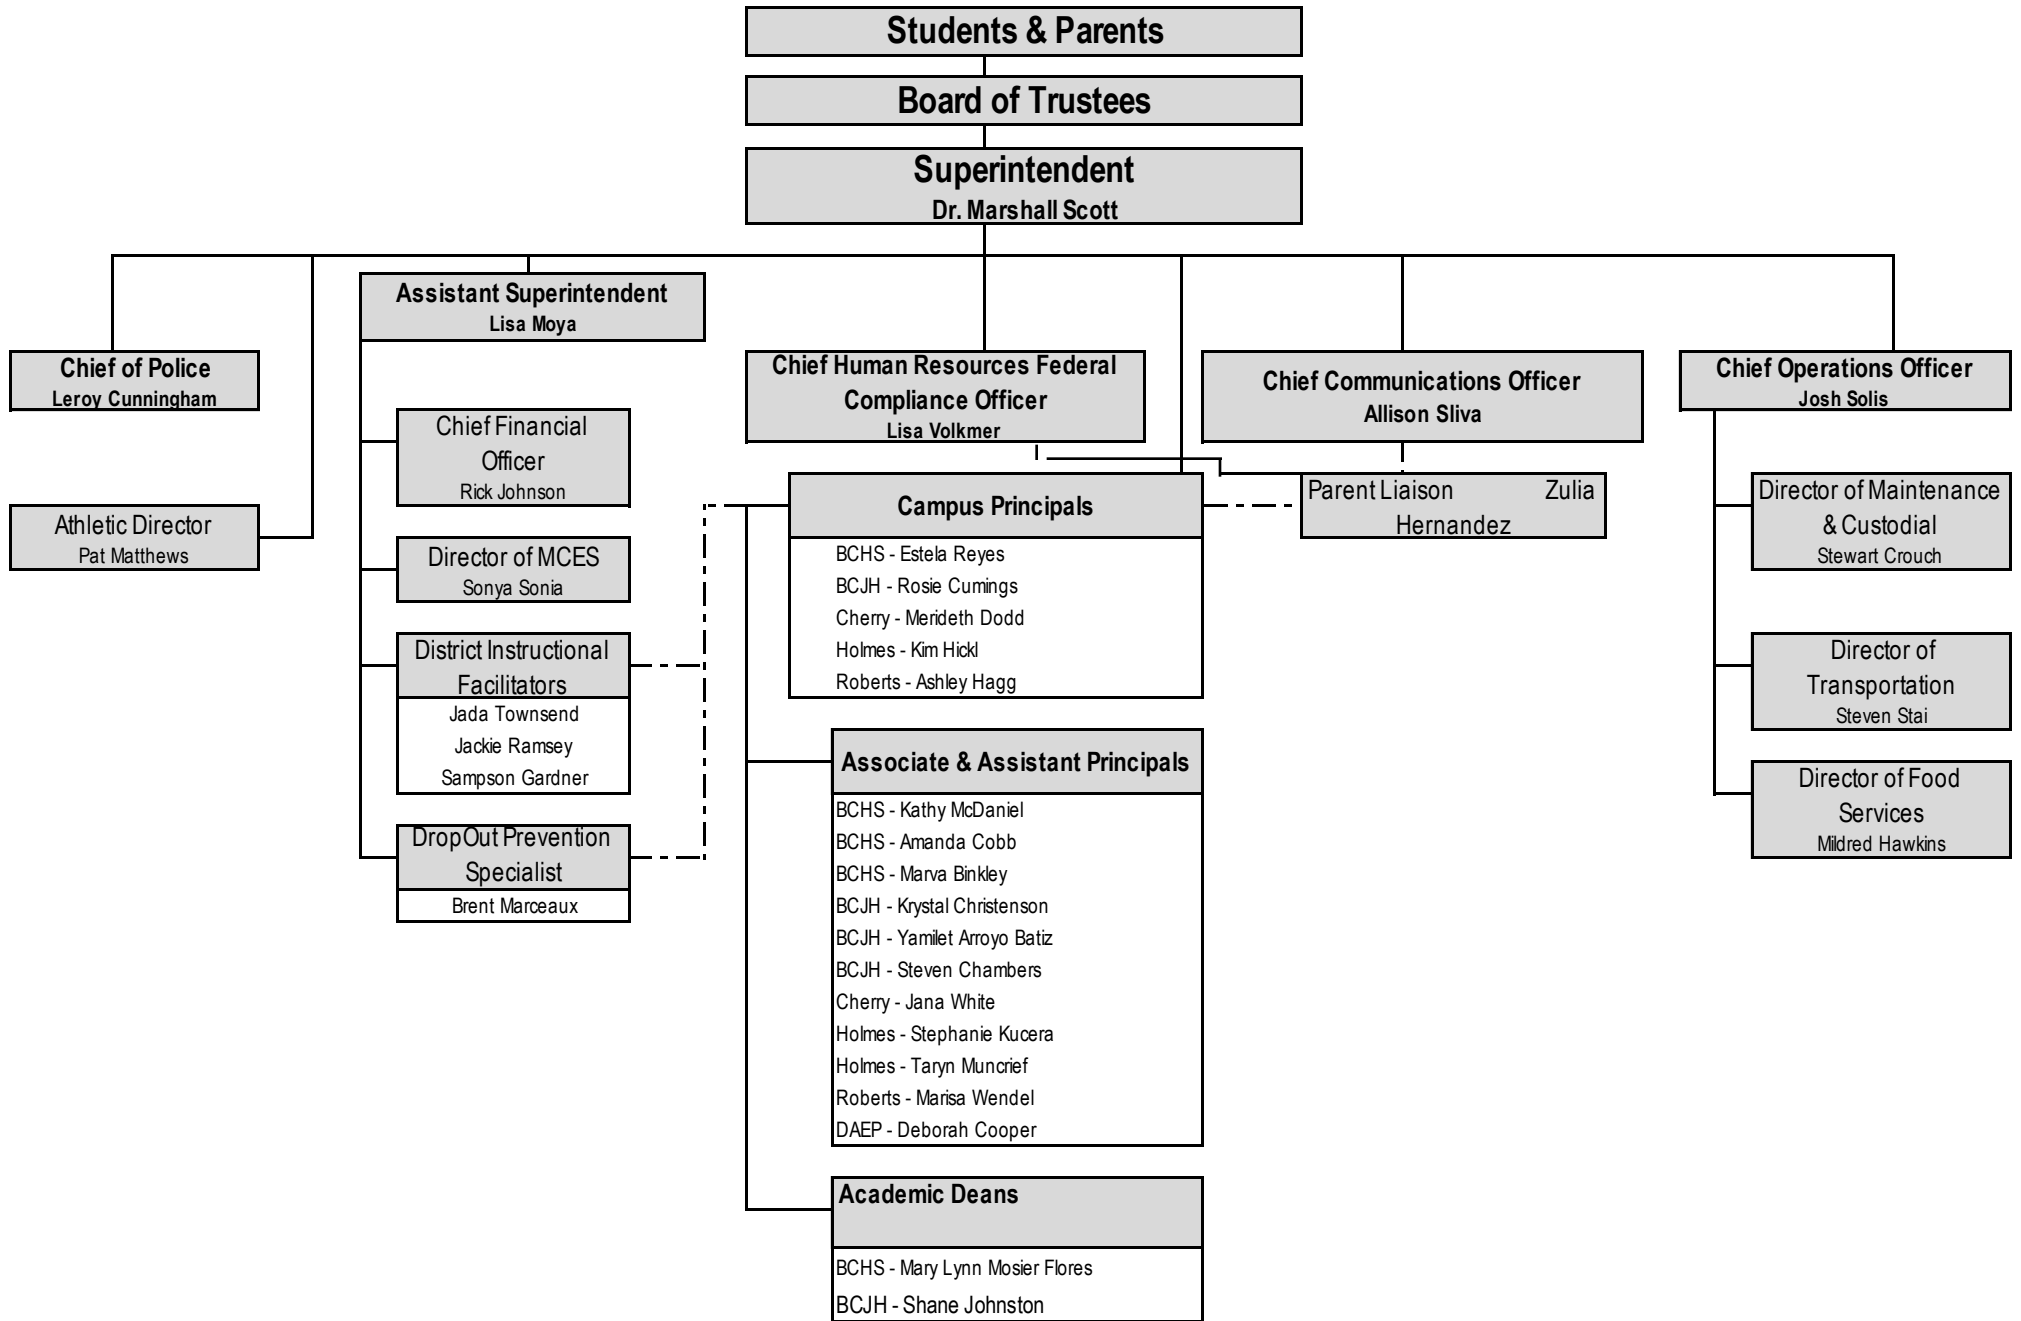 Students & Parents
Board of Trustees
Superintendent
Dr. Marshall Scott
Assistant Superintendent
Lisa Moya
Chief of Police
Leroy Cunningham
Chief Human Resources Federal
Compliance Officer
Lisa Volkmer
Chief Communications Officer
Allison Sliva
Chief Operations Officer
Josh Solis
Athletic Director
Pat Matthews
Chief Financial
Officer
Rick Johnson
Director of MCES
Sonya Sonia
District Instructional
Facilitators
Jada Townsend
Jackie Ramsey
Sampson Gardner
DropOut Prevention
Specialist
Brent Marceaux
Campus Principals
BCHS - Estela Reyes
BCJH - Rosie Cumings
Cherry - Merideth Dodd
Holmes - Kim Hickl
Roberts - Ashley Hagg
Parent Liaison Zulia
Hernandez
Associate & Assistant Principals
BCHS - Kathy McDaniel
BCHS - Amanda Cobb
BCHS - Marva Binkley
BCJH - Krystal Christenson
BCJH - Yamilet Arroyo Batiz
BCJH - Steven Chambers
Cherry - Jana White
Holmes - Stephanie Kucera
Holmes - Taryn Muncrief
Roberts - Marisa Wendel
DAEP - Deborah Cooper
Academic Deans
BCHS - Mary Lynn Mosier Flores
BCJH - Shane Johnston
Director of Maintenance
& Custodial
Stewart Crouch
Director of
Transportation
Steven Stai
Director of Food
Services
Mildred Hawkins